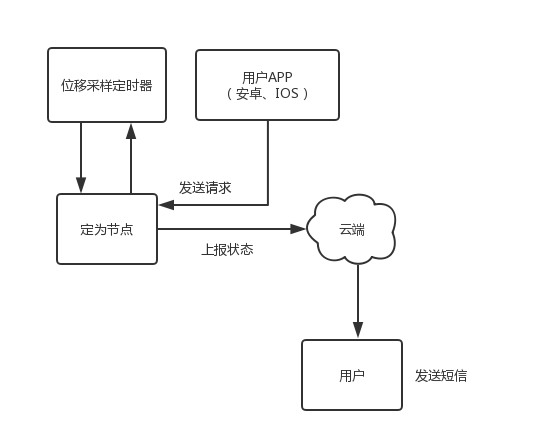 位移采样定时器
用户APP
（安卓、IOS）
发送请求
定为节点
云端
上报状态
用户
发送短信